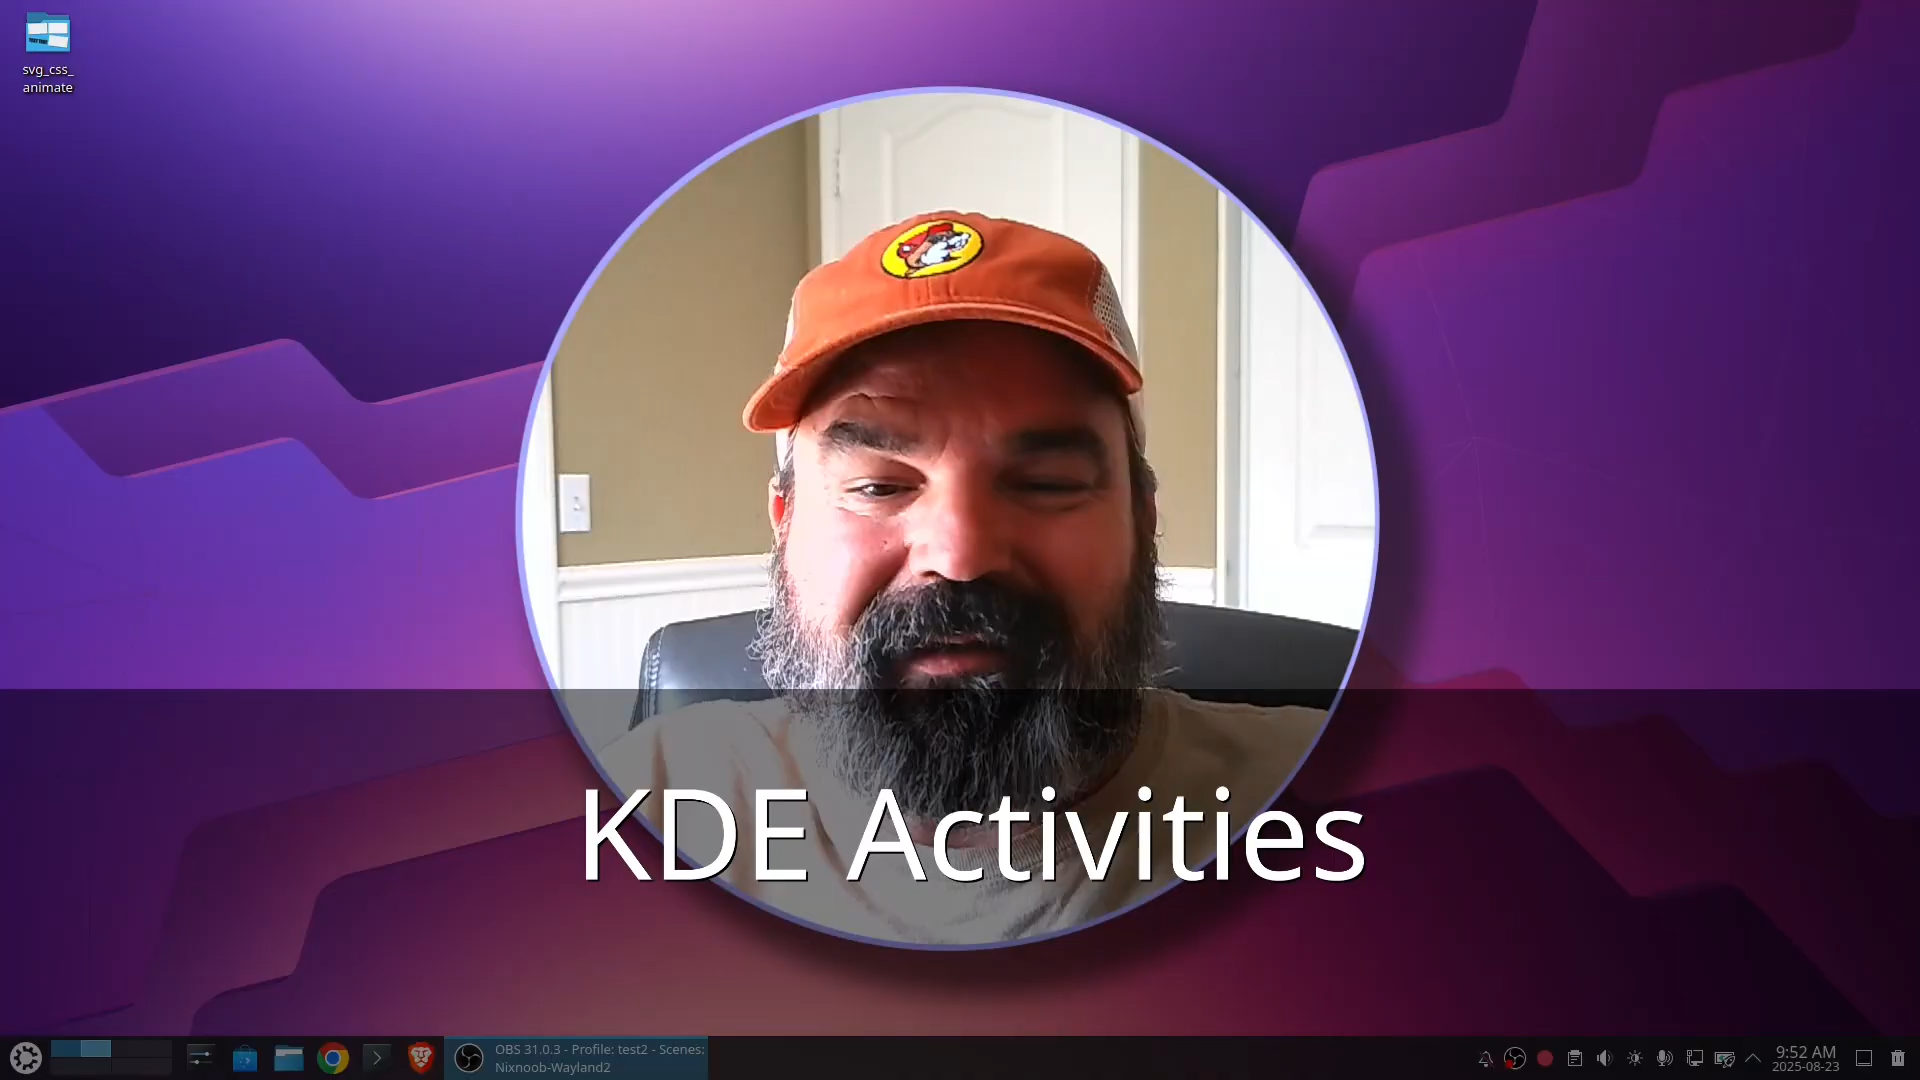 svg_css_
animate
KDE Activities
OBS 31.0.3 - Profile: test2 - Scenes:
Nixnoob-Wayland2
9:52 AM
2025-08-23